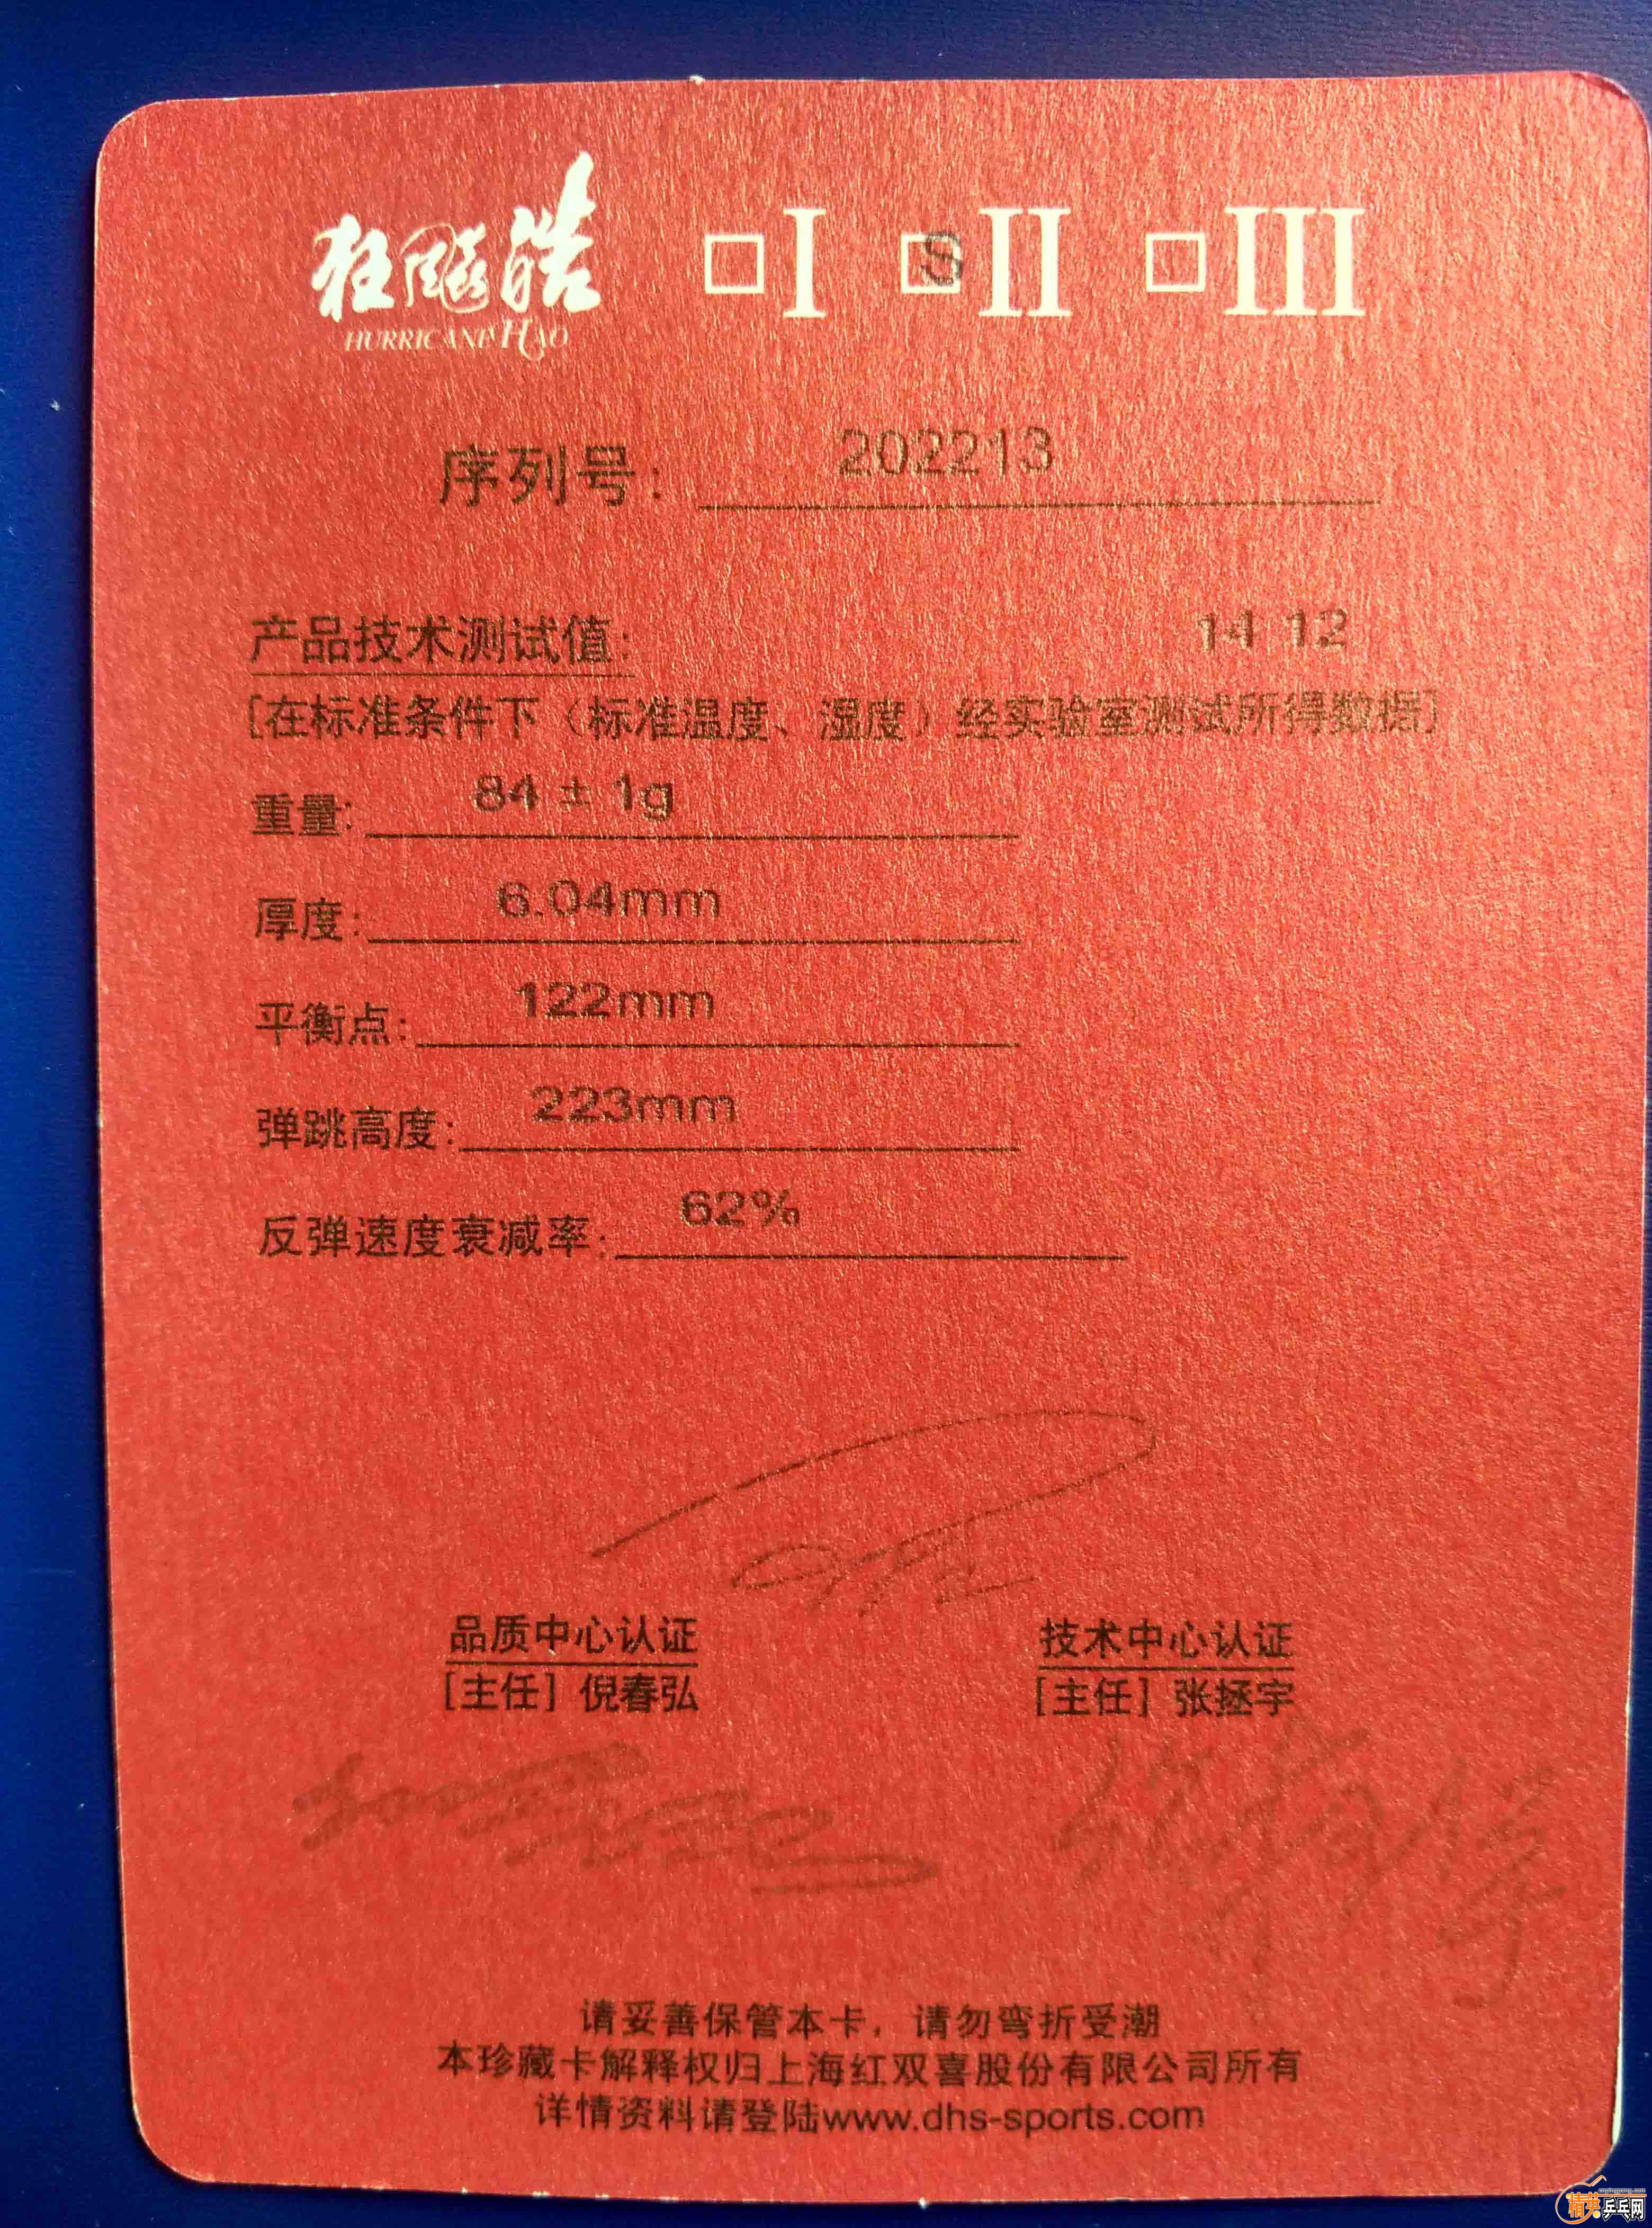 狂飚皓 □I □S II □III
HURRICANE HAO
序列号: 202213
产品技术测试值: 14 12
[在标准条件下（标准温度、湿度）经实验室测试所得数据]
重量: 84 ± 1g
厚度: 6.04mm
平衡点: 122mm
弹跳高度: 223mm
反弹速度衰减率: 62%
品质中心认证 技术中心认证
[主任] 倪春弘 [主任] 张拯宇
请妥善保管本卡，请勿弯折受潮
本珍藏卡解释权归上海红双喜股份有限公司所有
详情资料请登陆www.dhs-sports.com
精英乒乓网